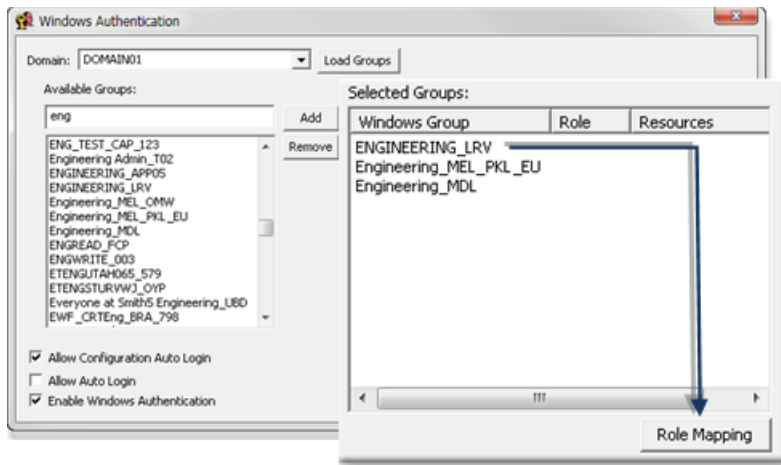 Windows Authentication
Domain: DOMAIN01 Load Groups
Available Groups:
eng
Add
Remove
ENG_TEST_CAP_123
Engineering Admin_T02
ENGINEERING_APP05
ENGINEERING_LRV
Engineering_MEL_OMW
Engineering_MEL_PKL_EU
Engineering_MDL
ENGREAD_FCP
ENGWRITE_003
ETENGUTAH065_579
ETENGSTURVWJ_OYP
Everyone at Smith5 Engineering_UBD
EWF_CRTEng_BRA_798
Allow Configuration Auto Login
Allow Auto Login
Enable Windows Authentication
Selected Groups:
Windows Group Role Resources
ENGINEERING_LRV
Engineering_MEL_PKL_EU
Engineering_MDL
Role Mapping